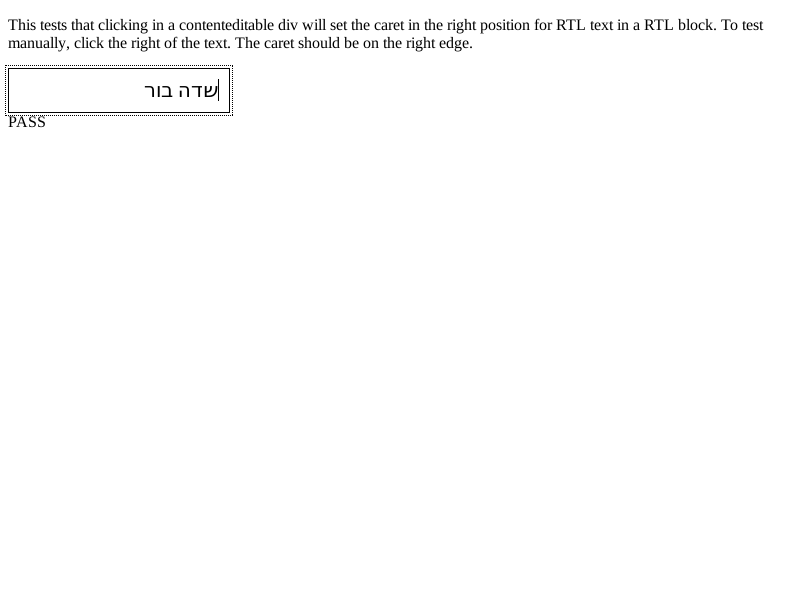 This tests that clicking in a contenteditable div will set the caret in the right position for RTL text in a RTL block. To test
manually, click the right of the text. The caret should be on the right edge.
שדה בור
PASS